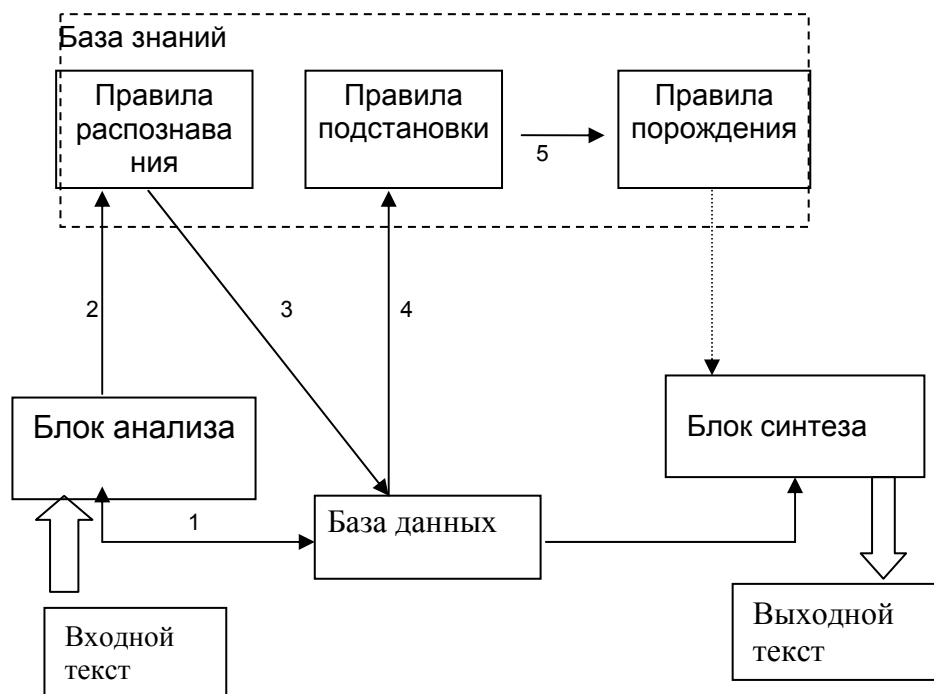 База знаний
Правила
распознава
ния
Правила
подстановки
Правила
порождения
5
2
3
4
Блок анализа
Блок синтеза
1
База данных
Входной
текст
Выходной
текст